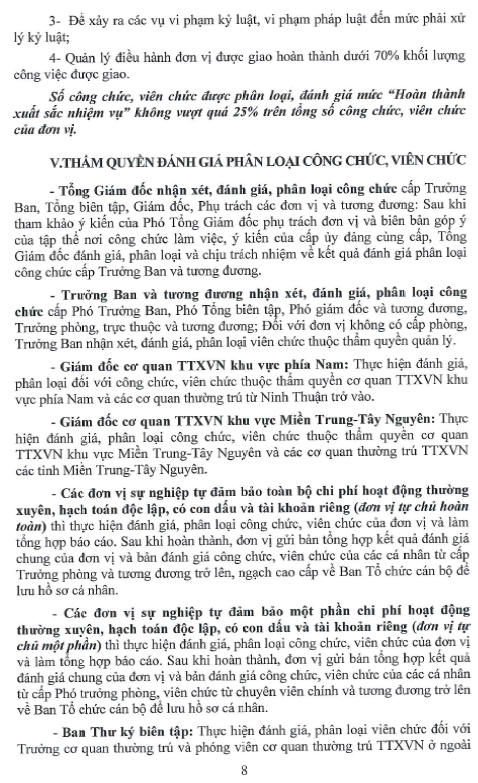 3- Để xảy ra các vụ vi phạm kỷ luật, vi phạm pháp luật đến mức phải xử
lý kỷ luật;
4- Quản lý điều hành đơn vị được giao hoàn thành dưới 70% khối lượng
công việc được giao.
Số công chức, viên chức được phân loại, đánh giá mức “Hoàn thành
xuất sắc nhiệm vụ” không vượt quá 25% trên tổng số công chức, viên chức
của đơn vị.
V.THẨM QUYỀN ĐÁNH GIÁ PHÂN LOẠI CÔNG CHỨC, VIÊN CHỨC
- Tổng Giám đốc nhận xét, đánh giá, phân loại công chức cấp Trưởng
Ban, Tổng biên tập, Giám đốc, Phụ trách các đơn vị và tương đương: Sau khi
tham khảo ý kiến của Phó Tổng Giám đốc phụ trách đơn vị và biên bản góp ý
của tập thể nơi công chức làm việc, ý kiến của cấp ủy đảng cùng cấp, Tổng
Giám đốc đánh giá, phân loại và chịu trách nhiệm về kết quả đánh giá phân loại
công chức cấp Trưởng Ban và tương đương.
- Trưởng Ban và tương đương nhận xét, đánh giá, phân loại công
chức cấp Phó Trưởng Ban, Phó Tổng biên tập, Phó giám đốc và tương đương,
Trưởng phòng, trực thuộc và tương đương; Đối với đơn vị không có cấp phòng,
Trưởng Ban nhận xét, đánh giá, phân loại viên chức thuộc thẩm quyền quản lý.
- Giám đốc cơ quan TTXVN khu vực phía Nam: Thực hiện đánh giá,
phân loại đối với công chức, viên chức thuộc thẩm quyền cơ quan TTXVN khu
vực phía Nam và các cơ quan thường trú từ Ninh Thuận trở vào.
- Giám đốc cơ quan TTXVN khu vực Miền Trung-Tây Nguyên: Thực
hiện đánh giá, phân loại công chức, viên chức thuộc thẩm quyền cơ quan
TTXVN khu vực Miền Trung-Tây Nguyên và các cơ quan thường trú TTXVN
các tỉnh Miền Trung-Tây Nguyên.
- Các đơn vị sự nghiệp tự đảm bảo toàn bộ chi phí hoạt động thường
xuyên, hạch toán độc lập, có con dấu và tài khoản riêng (đơn vị tự chủ hoàn
toàn) thì thực hiện đánh giá, phân loại công chức, viên chức của đơn vị và làm
tổng hợp báo cáo. Sau khi hoàn thành, đơn vị gửi bản tổng hợp kết quả đánh giá
chung của đơn vị và bản đánh giá công chức, viên chức của các cá nhân từ cấp
Trưởng phòng và tương đương trở lên, ngạch cao cấp về Ban Tổ chức cán bộ để
lưu hồ sơ cá nhân.
- Các đơn vị sự nghiệp tự đảm bảo một phần chi phí hoạt động
thường xuyên, hạch toán độc lập, có con dấu và tài khoản riêng (đơn vị tự
chủ một phần) thì thực hiện đánh giá, phân loại công chức, viên chức của đơn vị
và làm tổng hợp báo cáo. Sau khi hoàn thành, đơn vị gửi bản tổng hợp kết quả
đánh giá chung của đơn vị và bản đánh giá công chức, viên chức của các cá nhân
từ cấp Phó trưởng phòng, viên chức từ chuyên viên chính và tương đương trở lên
về Ban Tổ chức cán bộ để lưu hồ sơ cá nhân.
- Ban Thư ký biên tập: Thực hiện đánh giá, phân loại viên chức đối với
Trưởng cơ quan thường trú và phóng viên cơ quan thường trú TTXVN ở ngoài
8